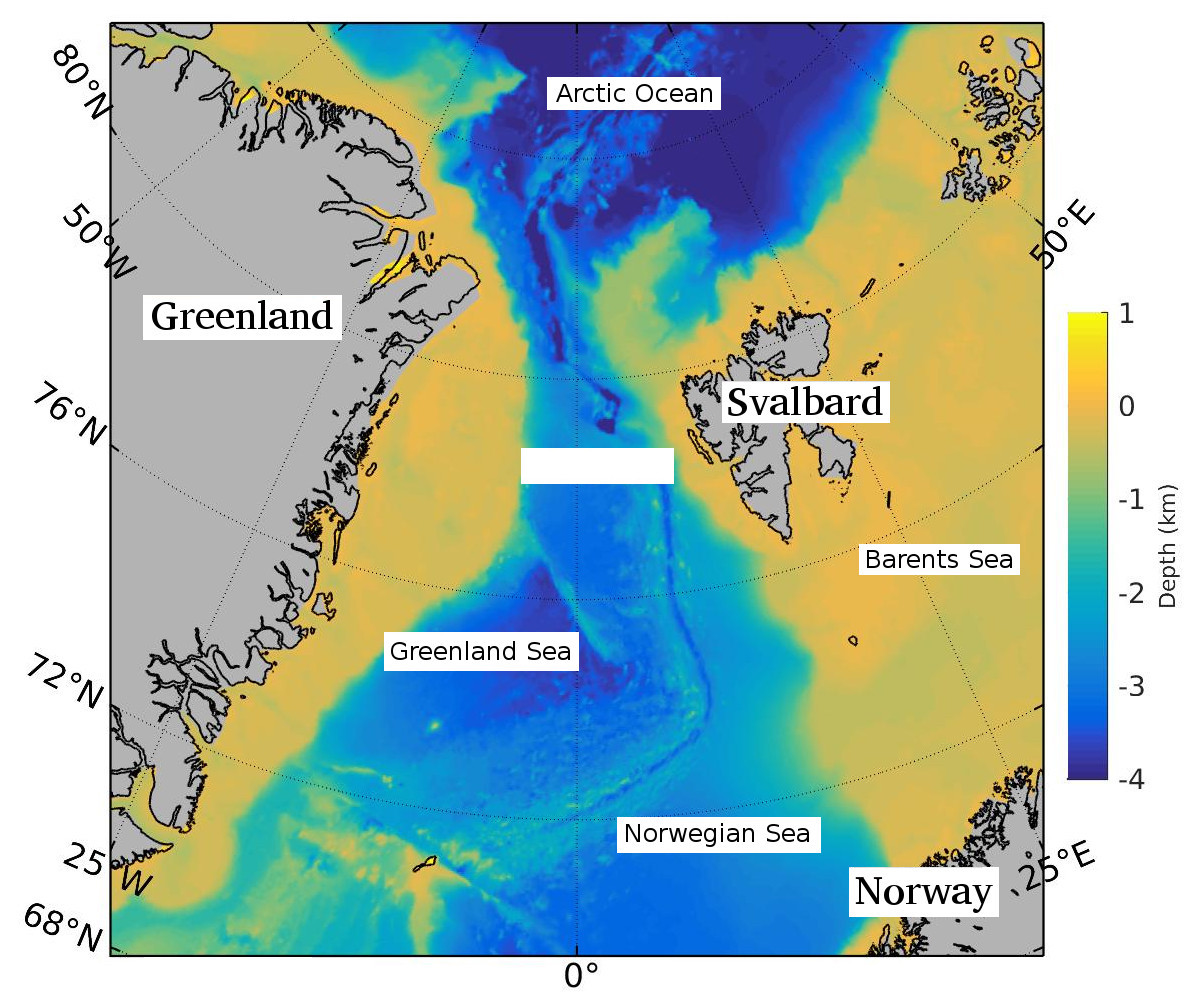 80°N
Arctic Ocean
50°W
50°E
Greenland
1
76°N
Svalbard
0
-1
Barents Sea
Depth (km)
-2
Greenland Sea
72°N
-3
-4
Norwegian Sea
25°W
25°E
Norway
68°N
0°